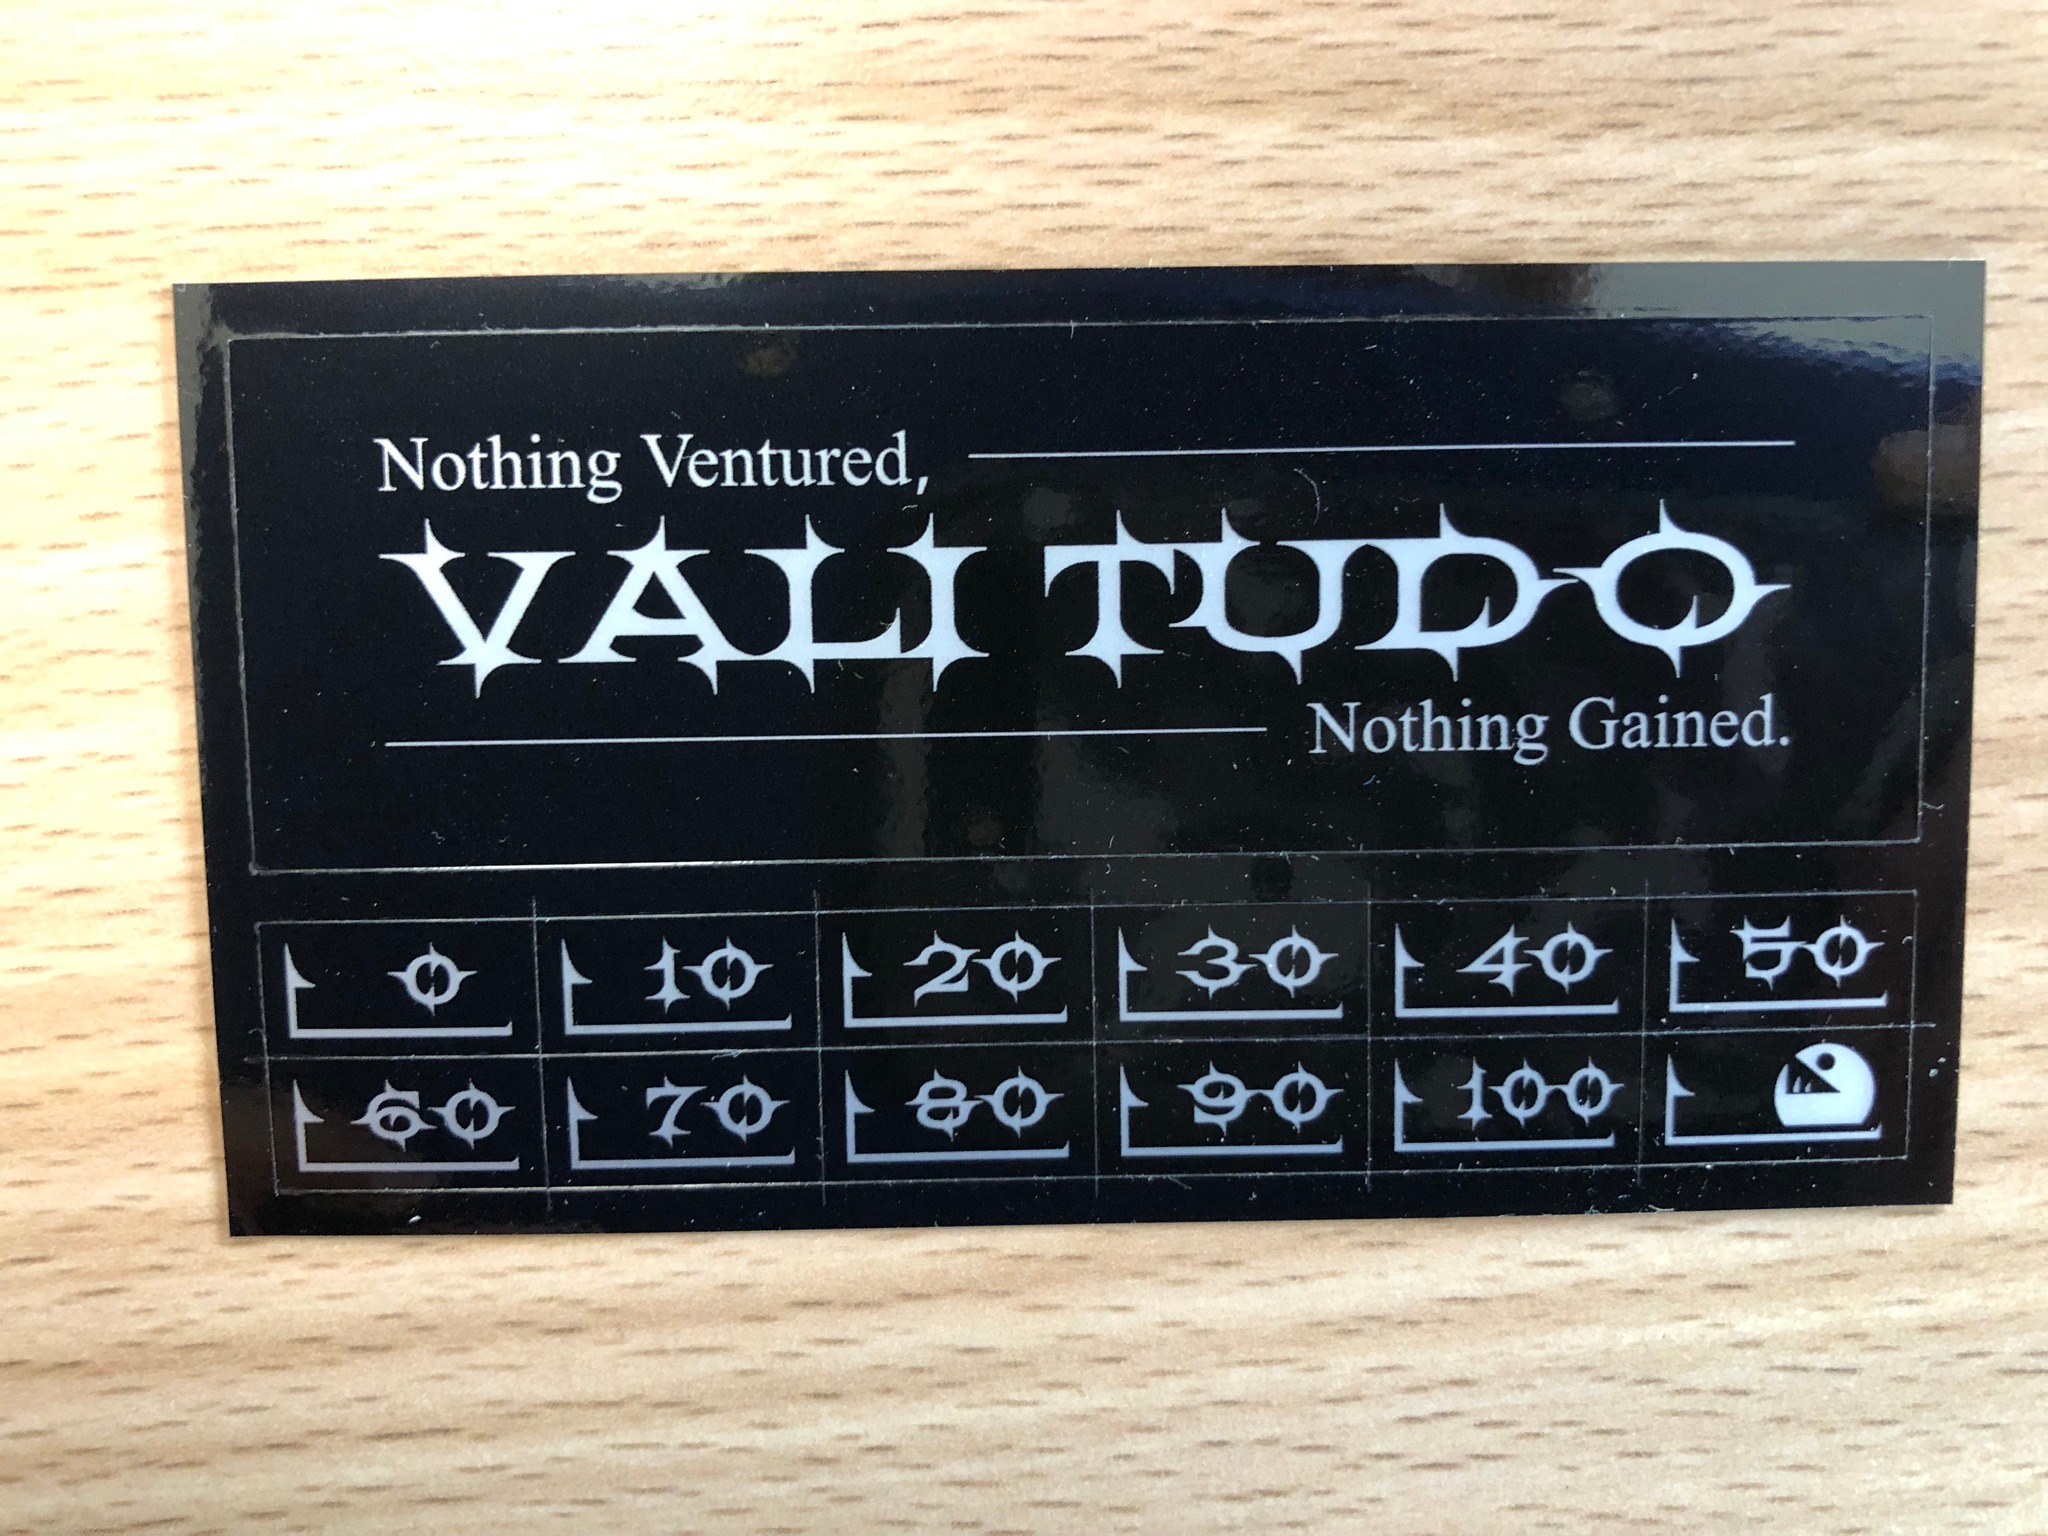 Nothing Ventured,
VALI TUDO
Nothing Gained.
0 10 20 30 40 50
60 70 80 90 100